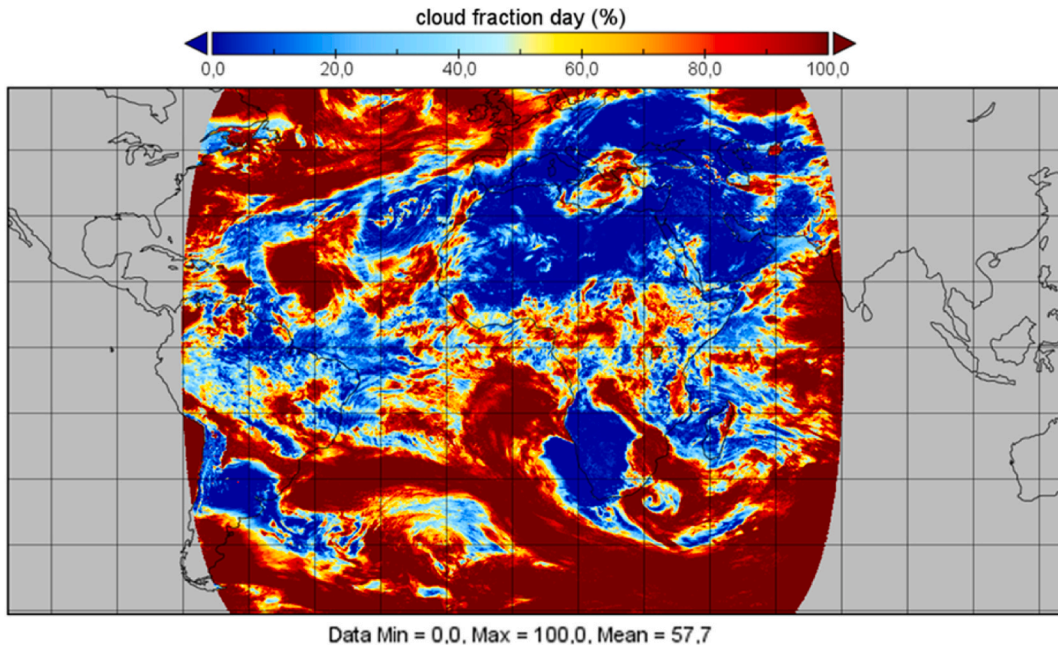 cloud fraction day (%)
0,0 20,0 40,0 60,0 80,0 100,0
Data Min = 0,0, Max = 100,0, Mean = 57,7